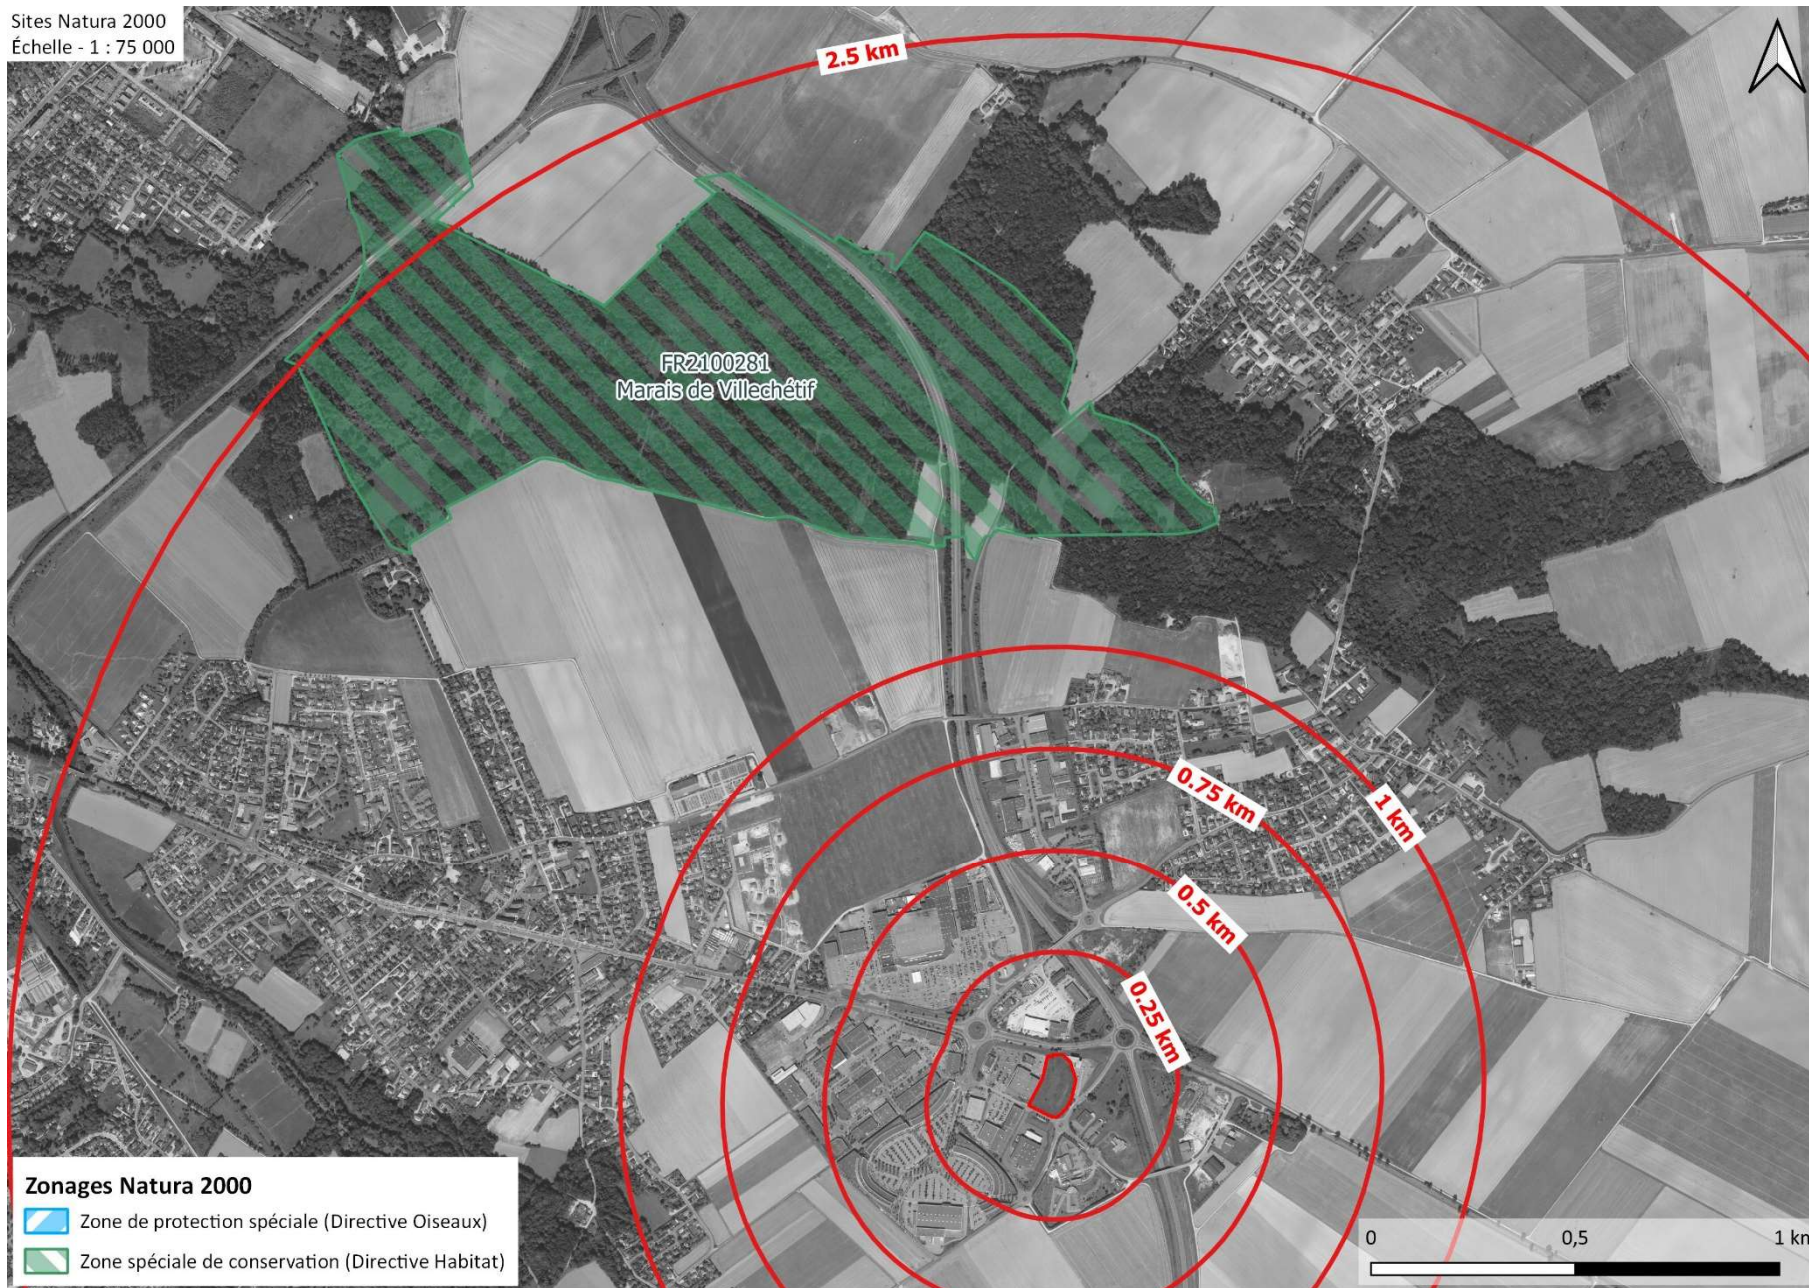 Sites Natura 2000
Échelle - 1 : 75 000
2.5 km
FR2100281
Marais de Villechétif
0.75 km
1 km
0.5 km
0.25 km
Zonages Natura 2000
Zone de protection spéciale (Directive Oiseaux)
Zone spéciale de conservation (Directive Habitat)
0 0,5 1 km